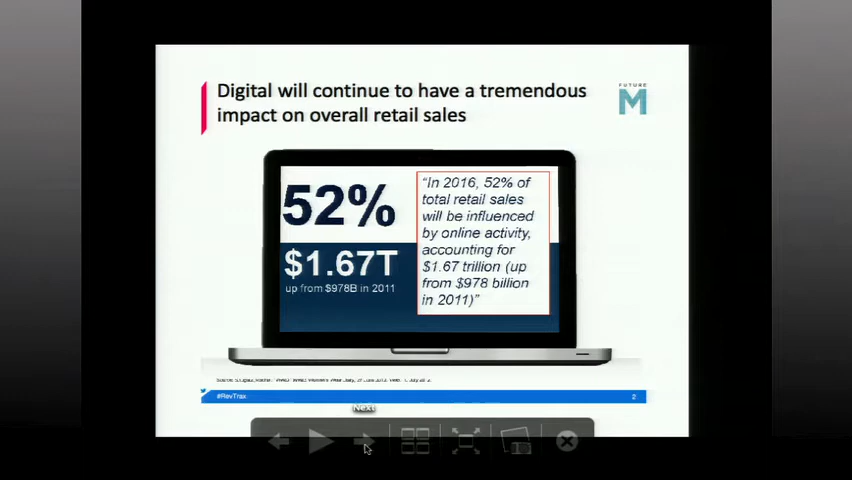 Digital will continue to have a tremendous
impact on overall retail sales
FUTURE
M
52%
$1.67T
up from $978B in 2011
“In 2016, 52% of
total retail sales
will be influenced
by online activity,
accounting for
$1.67 trillion (up
from $978 billion
in 2011)”
#RevTrax
2
Next